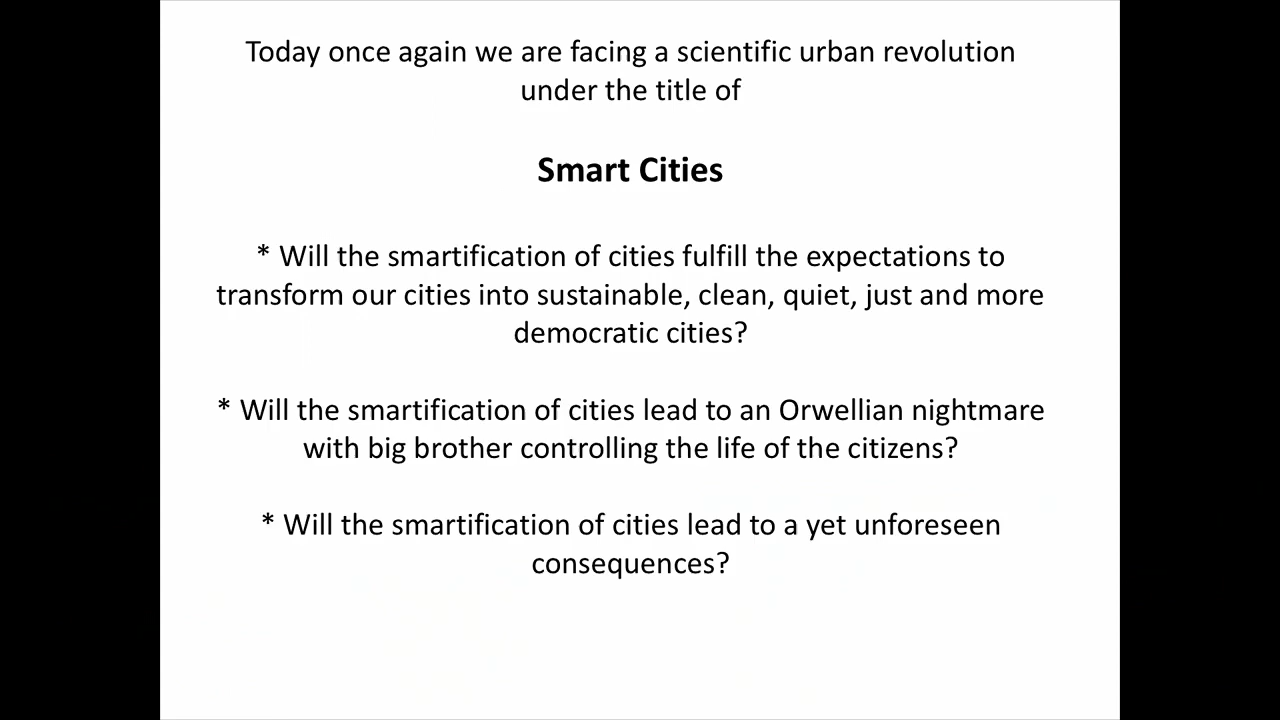 Today once again we are facing a scientific urban revolution
under the title of
Smart Cities
* Will the smartification of cities fulfill the expectations to
transform our cities into sustainable, clean, quiet, just and more
democratic cities?
* Will the smartification of cities lead to an Orwellian nightmare
with big brother controlling the life of the citizens?
* Will the smartification of cities lead to a yet unforeseen
consequences?